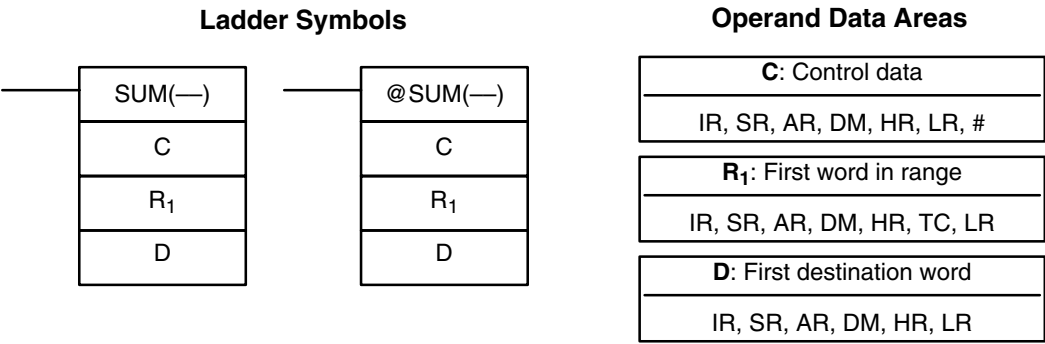 Ladder Symbols
SUM(—)
C
R1
D
@SUM(—)
C
R1
D
Operand Data Areas
C: Control data
IR, SR, AR, DM, HR, LR, #
R1: First word in range
IR, SR, AR, DM, HR, TC, LR
D: First destination word
IR, SR, AR, DM, HR, LR